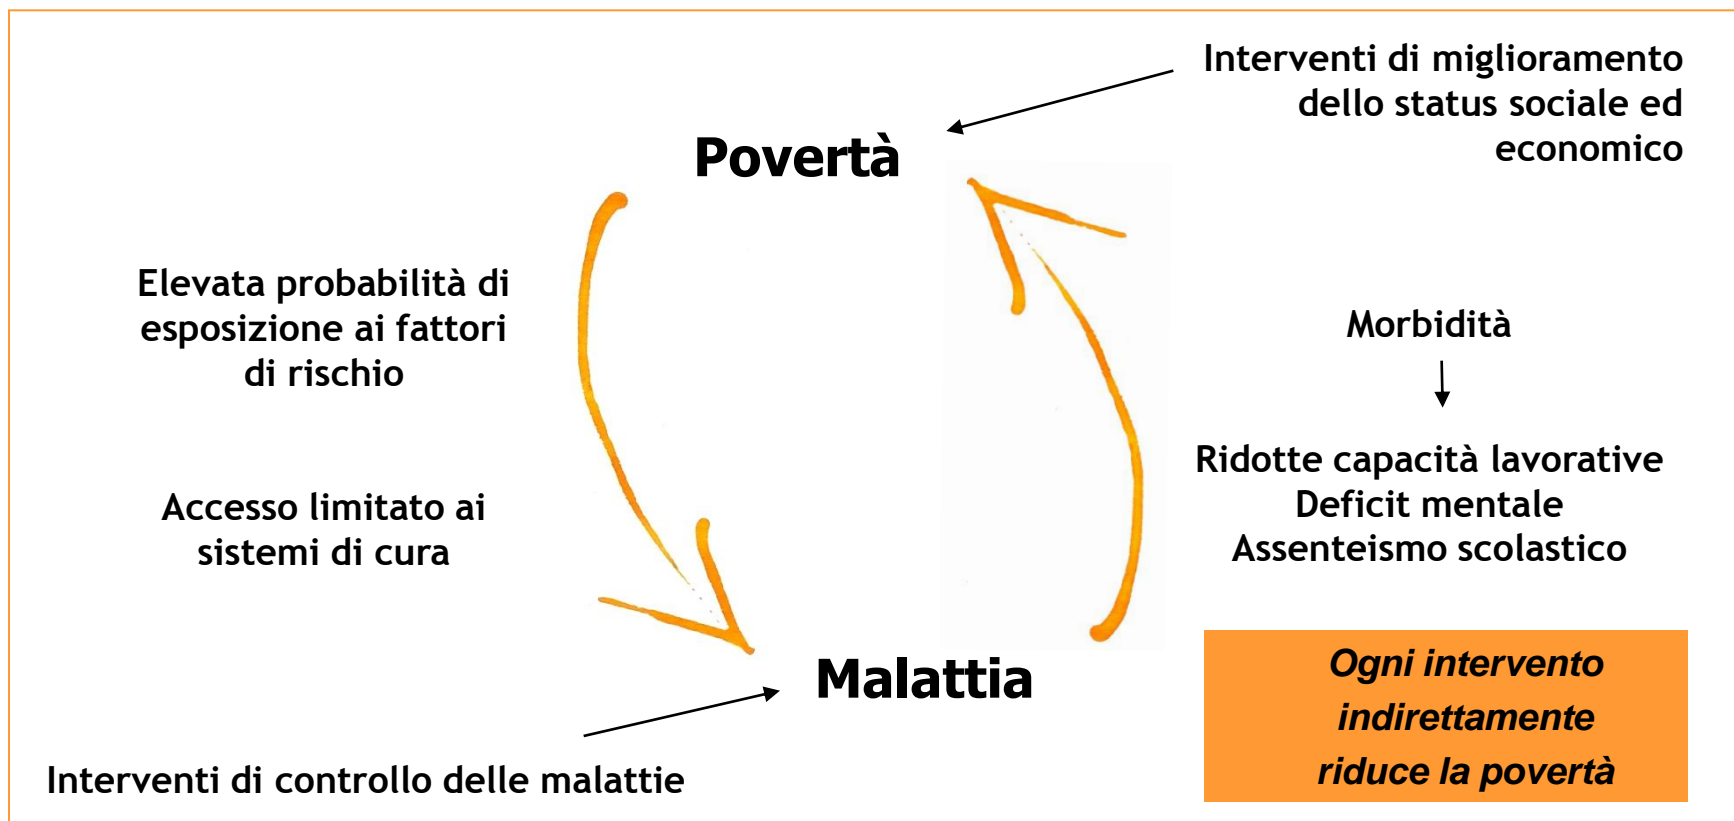 Interventi di miglioramento
dello status sociale ed
economico
Povertà
Elevata probabilità di
esposizione ai fattori
di rischio
Morbidità
Accesso limitato ai
sistemi di cura
Ridotte capacità lavorative
Deficit mentale
Assenteismo scolastico
Malattia
Interventi di controllo delle malattie
Ogni intervento
indirettamente
riduce la povertà